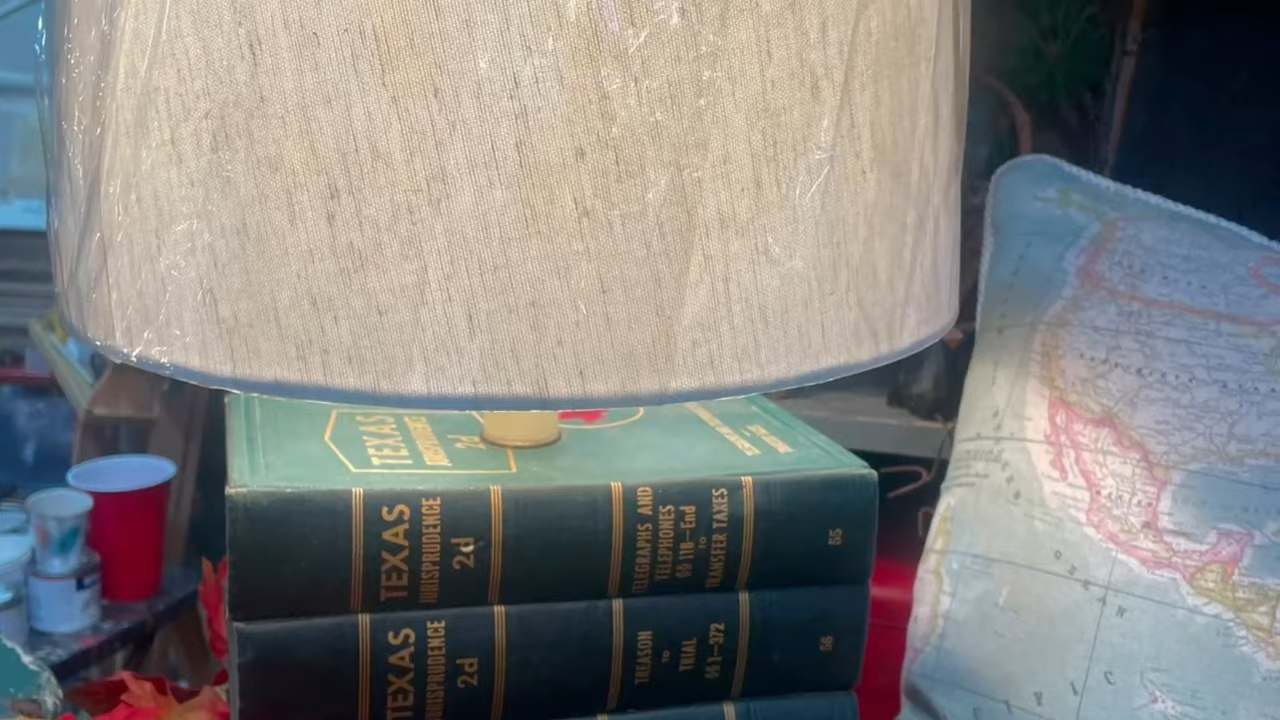 TEXAS
JURISPRUDENCE
2d
TEXAS
JURISPRUDENCE
2d
TELEGRAPHS AND
TELEPHONES
§§ 118—End
TO
TRANSFER TAXES
55
TEXAS
JURISPRUDENCE
2d
TREASON
TO
TRIAL
§§ 1—372
56